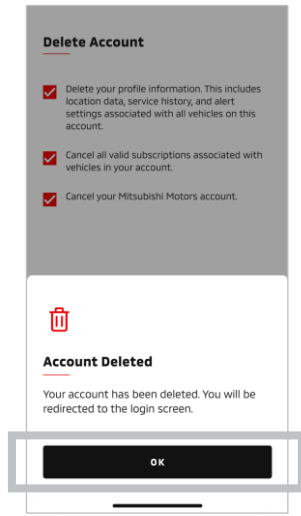 Delete Account
Delete your profile information. This includes
location data, service history, and alert
settings associated with all vehicles on this
account.
Cancel all valid subscriptions associated with
vehicles in your account.
Cancel your Mitsubishi Motors account.
Account Deleted
Your account has been deleted. You will be
redirected to the login screen.
OK